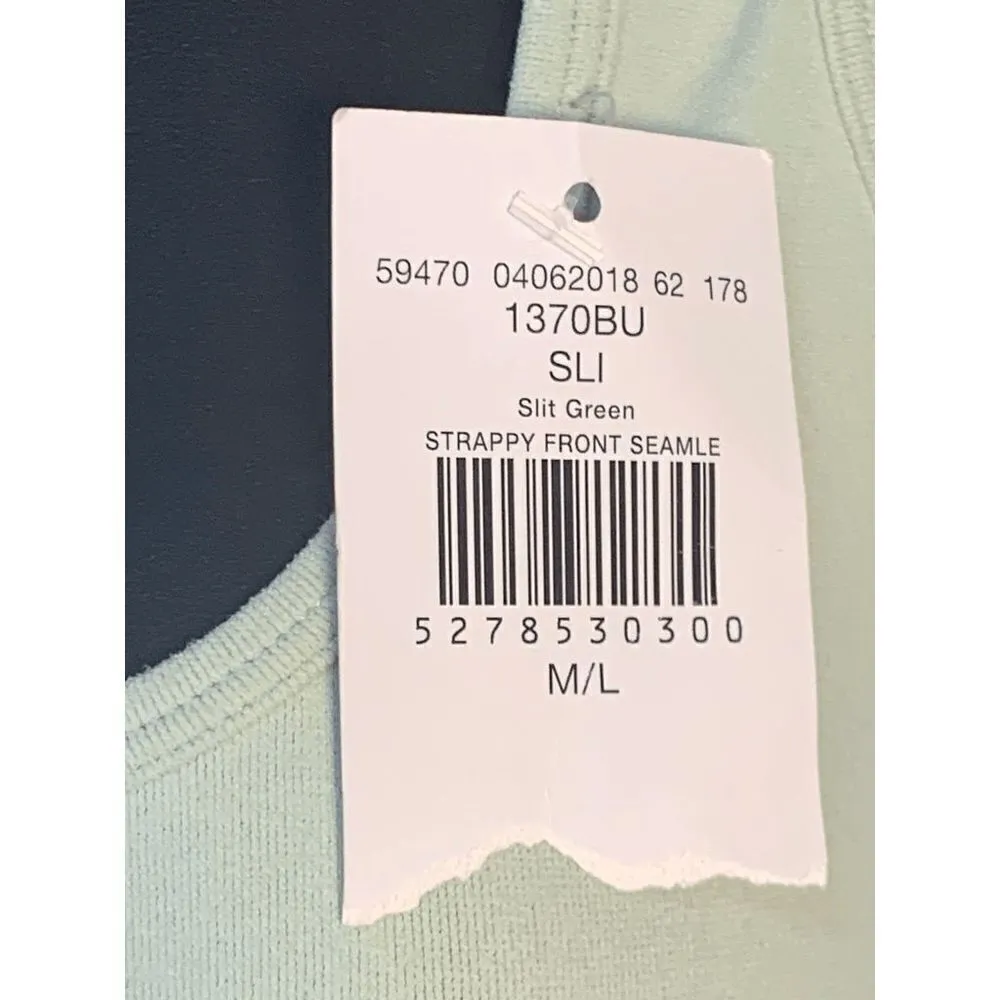 59470 04062018 62 178
1370BU
SLI
Slit Green
STRAPPY FRONT SEAMLE
5278530300
M/L